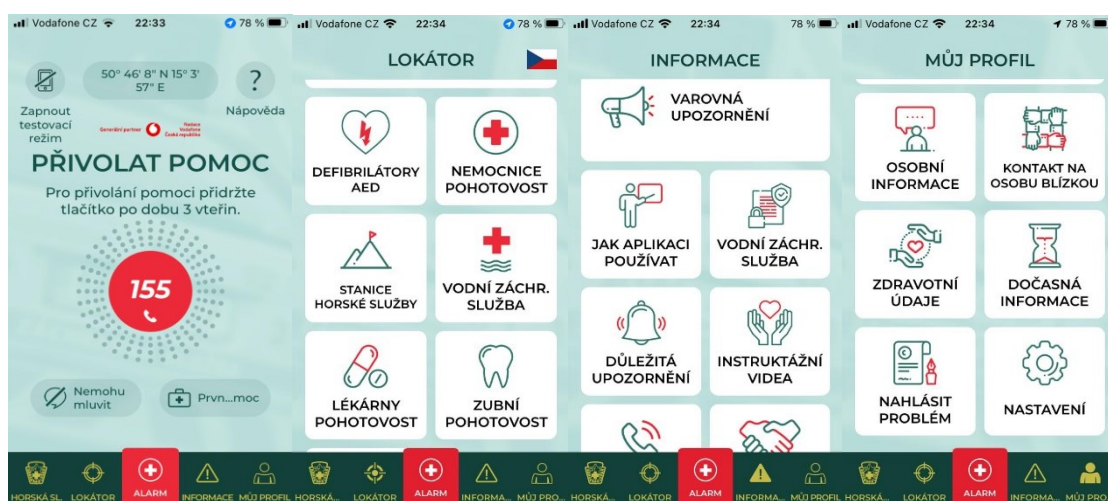 Vodafone CZ 22:33 78 %
50° 46' 8" N 15° 3'
57" E
?
Zapnout
testovací
režim
Nápověda
Generální partner
Nadace
Vodafone
Česká republika
PŘIVOLAT POMOC
Pro přivolání pomoci přidržte
tlačítko po dobu 3 vteřin.
155
Nemohu
mluvit
Prvn...moc
HORSKÁ SL. LOKÁTOR ALARM INFORMACE MŮJ PROFIL
Vodafone CZ 22:34 78 %
LOKÁTOR
DEFIBRILÁTORY
AED
NEMOCNICE
POHOTOVOST
STANICE
HORSKÉ SLUŽBY
VODNÍ ZÁCHR.
SLUŽBA
LÉKÁRNY
POHOTOVOST
ZUBNÍ
POHOTOVOST
HORSKÁ... LOKÁTOR ALARM INFORMA... MŮJ PRO...
Vodafone CZ 22:34 78 %
INFORMACE
VAROVNÁ
UPOZORNĚNÍ
JAK APLIKACI
POUŽÍVAT
VODNÍ ZÁCHR.
SLUŽBA
DŮLEŽITÁ
UPOZORNĚNÍ
INSTRUKTÁŽNÍ
VIDEA
HORSKÁ... LOKÁTOR ALARM INFORMA... MŮJ PROFIL
Vodafone CZ 22:34 78 %
MŮJ PROFIL
OSOBNÍ
INFORMACE
KONTAKT NA
OSOBU BLÍZKOU
ZDRAVOTNÍ
ÚDAJE
DOČASNÁ
INFORMACE
NAHLÁSIT
PROBLÉM
NASTAVENÍ
HORSKÁ... LOKÁTOR ALARM INFORMA... MŮJ PRO